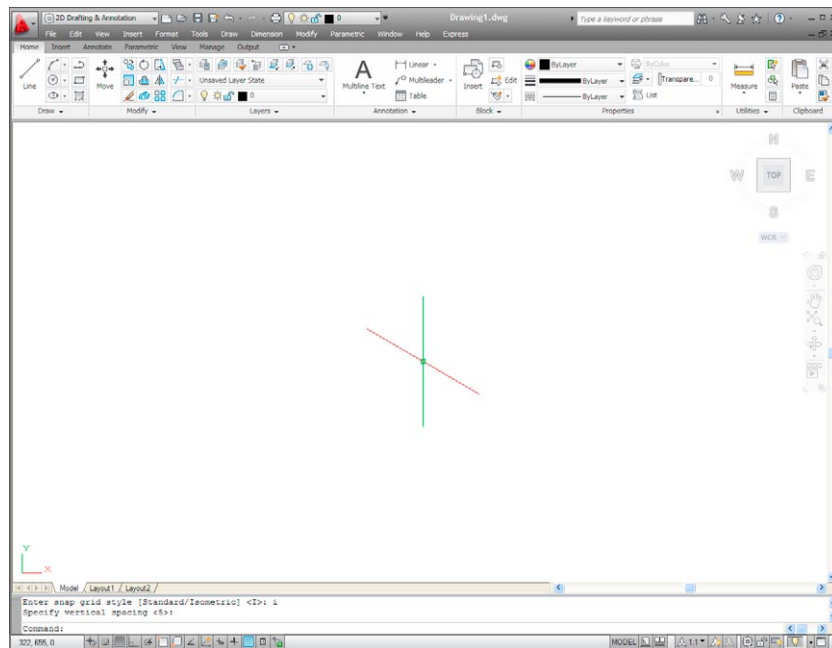 2D Drafting & Annotation
0
Drawing1.dwg
Type a keyword or phrase
File Edit View Insert Format Tools Draw Dimension Modify Parametric Window Help Express
Home Insert Annotate Parametric View Manage Output
Line
Move
Unsaved Layer State
0
Multiline Text
Linear
Multileader
Table
Insert
Edit
ByLayer
ByLayer
ByLayer
ByColor
Transpare... 0
List
Measure
Paste
Draw Modify Layers Annotation Block Properties Utilities Clipboard
N
W TOP E
S
WCS
Y
X
Model Layout1 Layout2
Enter snap grid style [Standard/Isometric] <I>: i
Specify vertical spacing <5>:
Command:
322, 655, 0
MODEL
1:1